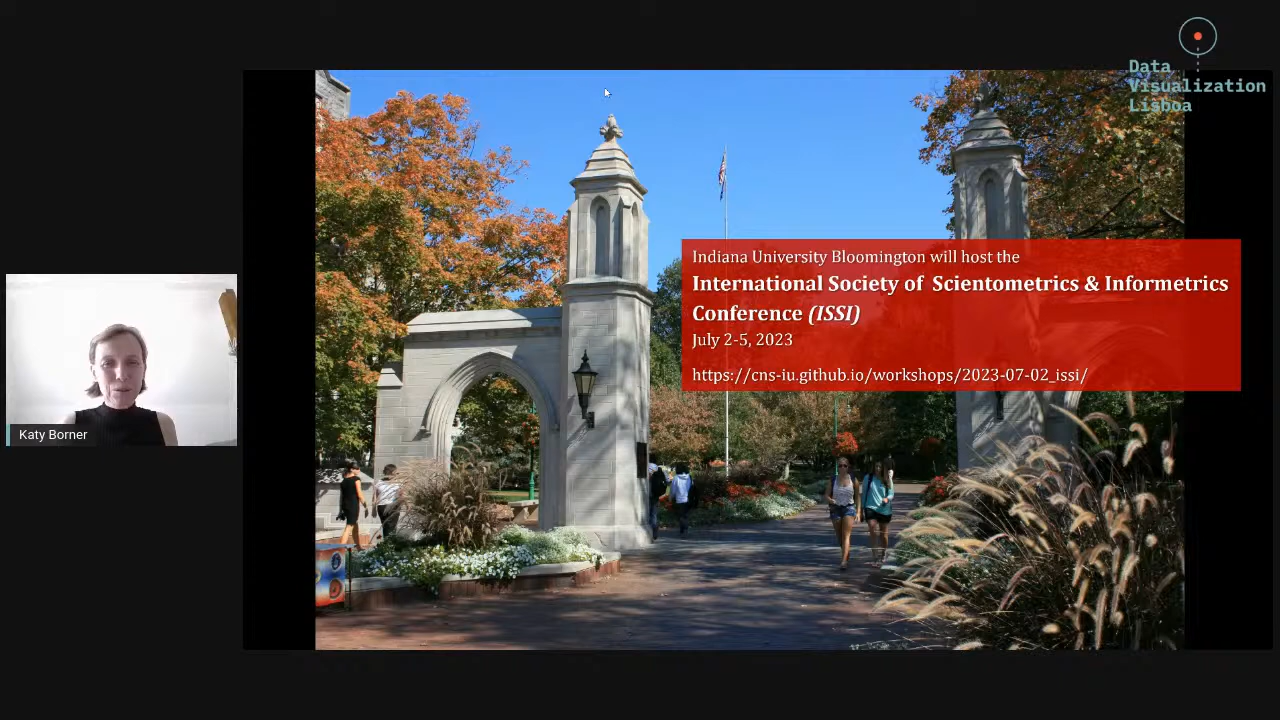 Data
Visualization
Lisboa
Indiana University Bloomington will host the
International Society of Scientometrics & Informetrics
Conference (ISSI)
July 2-5, 2023
https://cns-iu.github.io/workshops/2023-07-02_issi/
Katy Borner